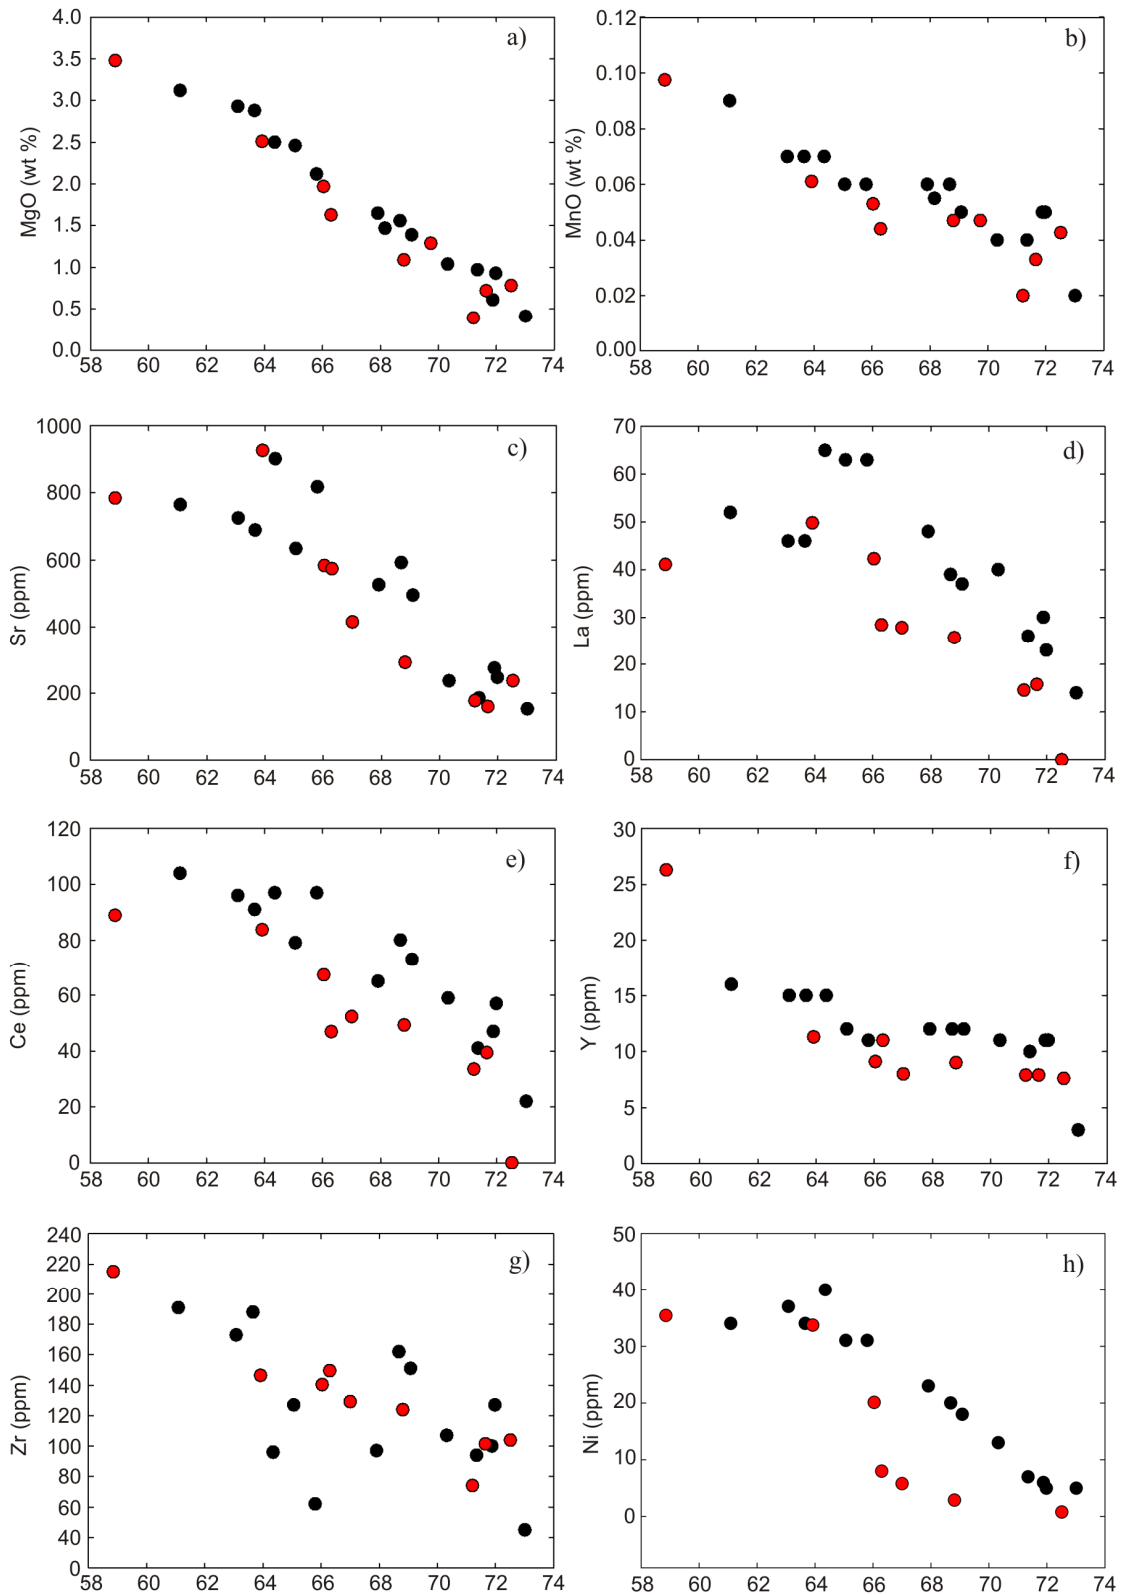 4.0
3.5
3.0
2.5
2.0
1.5
1.0
0.5
0.0
58 60 62 64 66 68 70 72 74
MgO (wt %)
a)
0.12
0.10
0.08
0.06
0.04
0.02
0.00
58 60 62 64 66 68 70 72 74
MnO (wt %)
b)
1000
800
600
400
200
0
58 60 62 64 66 68 70 72 74
Sr (ppm)
c)
70
60
50
40
30
20
10
0
58 60 62 64 66 68 70 72 74
La (ppm)
d)
120
100
80
60
40
20
0
58 60 62 64 66 68 70 72 74
Ce (ppm)
e)
30
25
20
15
10
5
0
58 60 62 64 66 68 70 72 74
Y (ppm)
f)
240
220
200
180
160
140
120
100
80
60
40
0
58 60 62 64 66 68 70 72 74
Zr (ppm)
g)
50
40
30
20
10
0
58 60 62 64 66 68 70 72 74
Ni (ppm)
h)